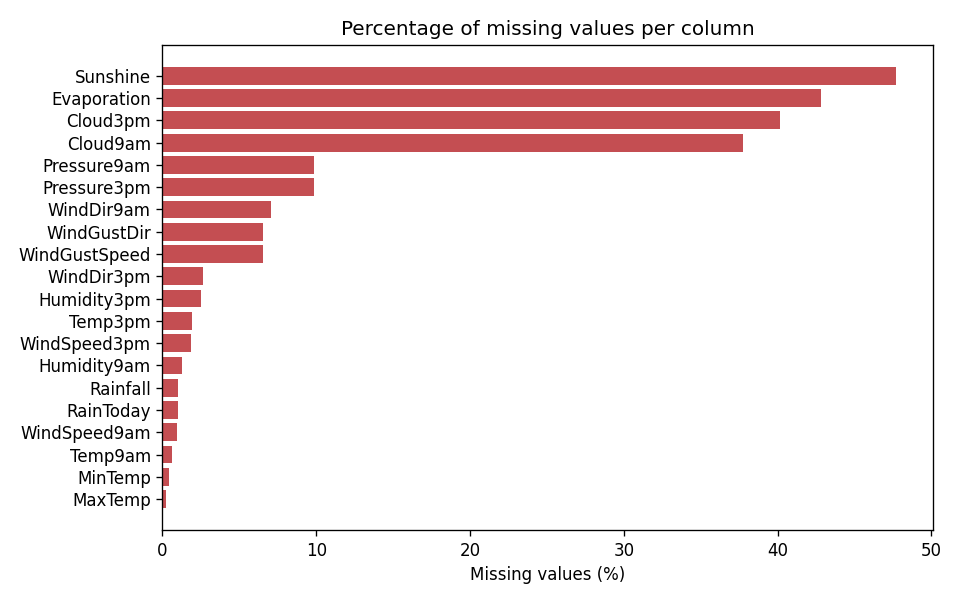 Percentage of missing values per column
Sunshine
Evaporation
Cloud3pm
Cloud9am
Pressure9am
Pressure3pm
WindDir9am
WindGustDir
WindGustSpeed
WindDir3pm
Humidity3pm
Temp3pm
WindSpeed3pm
Humidity9am
Rainfall
RainToday
WindSpeed9am
Temp9am
MinTemp
MaxTemp
0 10 20 30 40 50
Missing values (%)